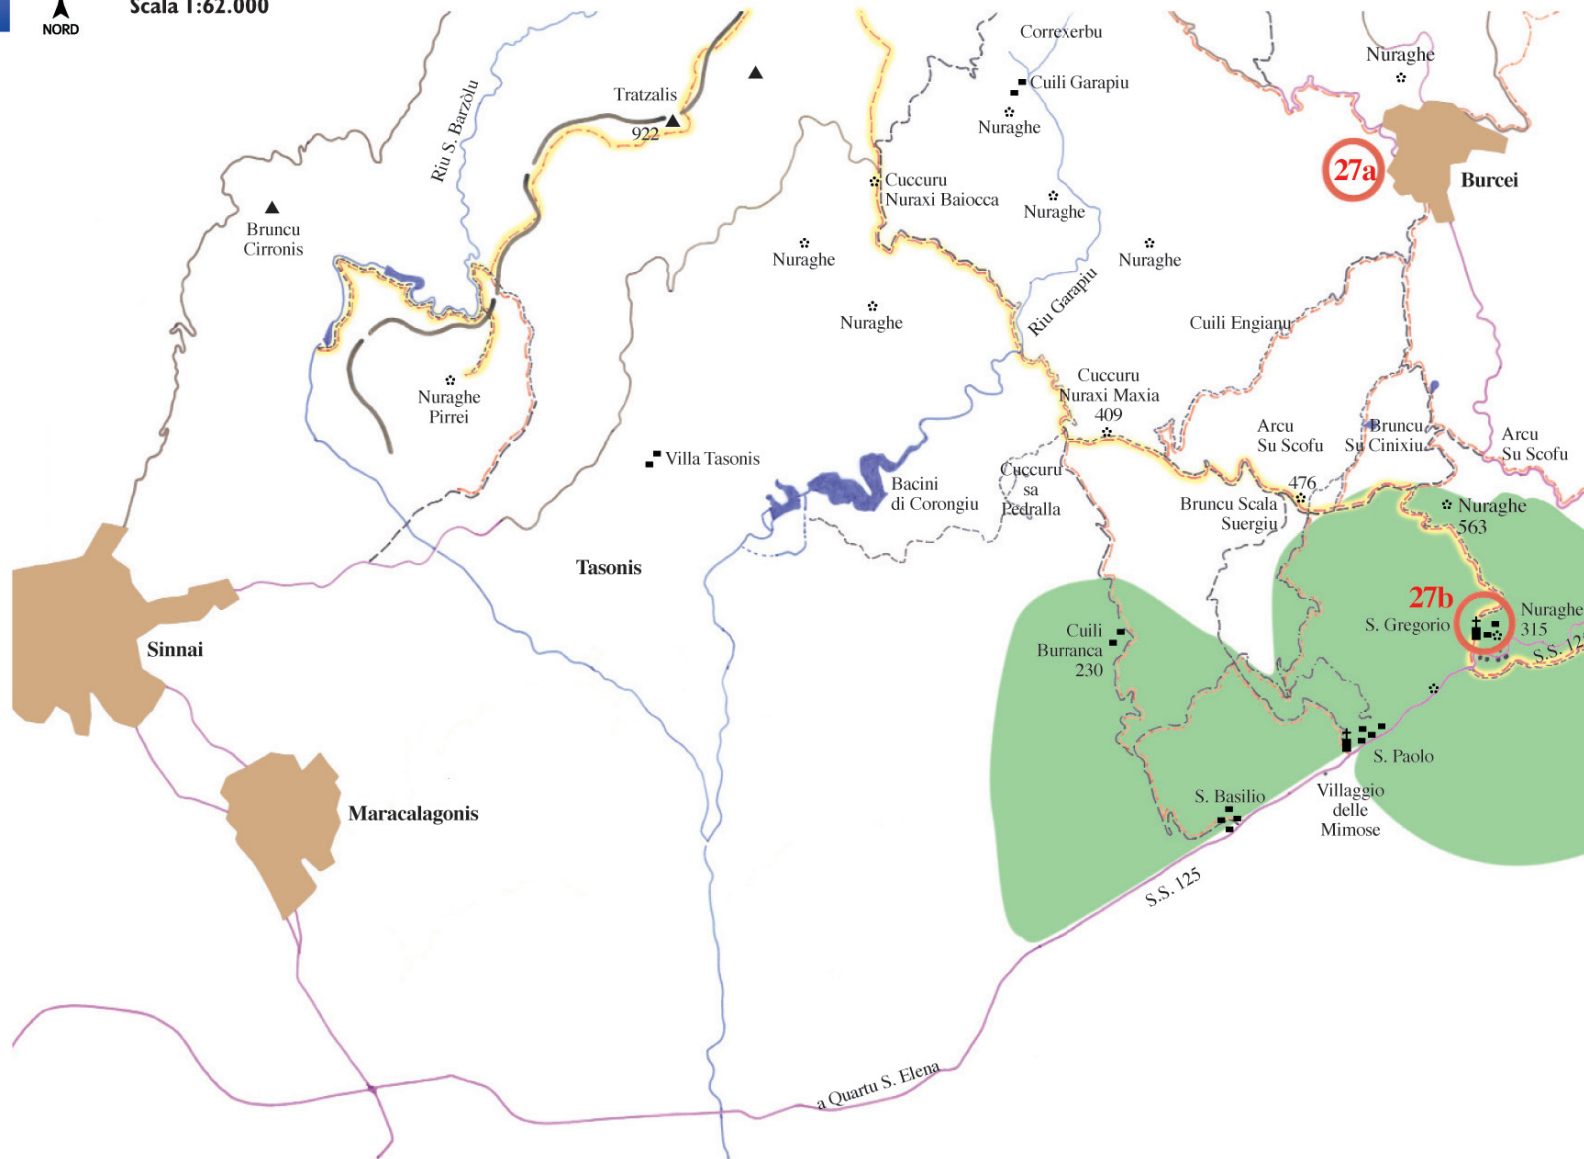 Scala 1:62.000
NORD
Correxerbu
Nuraghe
Cuili Garapiu
Riu S. Barzòlu
Tratzalis
922
Nuraghe
27a
Burcei
Cuccuru
Nuraxi Baiocca
Nuraghe
Bruncu
Cirronis
Nuraghe
Nuraghe
Riu Garapiu
Nuraghe
Cuili Engianu
Nuraghe
Pirrei
Cuccuru
Nuraxi Maxia
409
Arcu
Su Scofu
Bruncu
Su Cinixiu
Arcu
Su Scofu
Villa Tasonis
Bacini
di Corongiu
Cuccuru
sa
Pedralla
476
Bruncu Scala
Suergiu
Nuraghe
563
Tasonis
27b
S. Gregorio
Nuraghe
315
S.S. 125
Sinnai
Cuili
Burranca
230
S. Paolo
Villaggio
delle
Mimose
S. Basilio
Maracalagonis
S.S. 125
a Quartu S. Elena